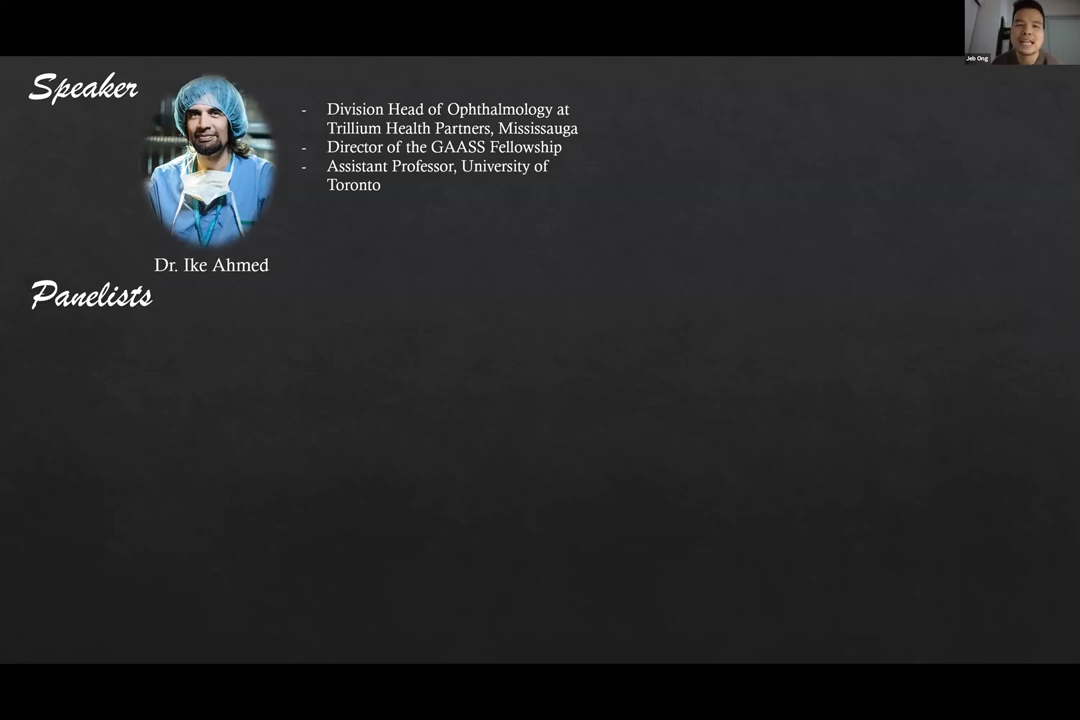 Jeb Ong
Speaker
- Division Head of Ophthalmology at
Trillium Health Partners, Mississauga
- Director of the GAASS Fellowship
- Assistant Professor, University of
Toronto
Dr. Ike Ahmed
Panelists